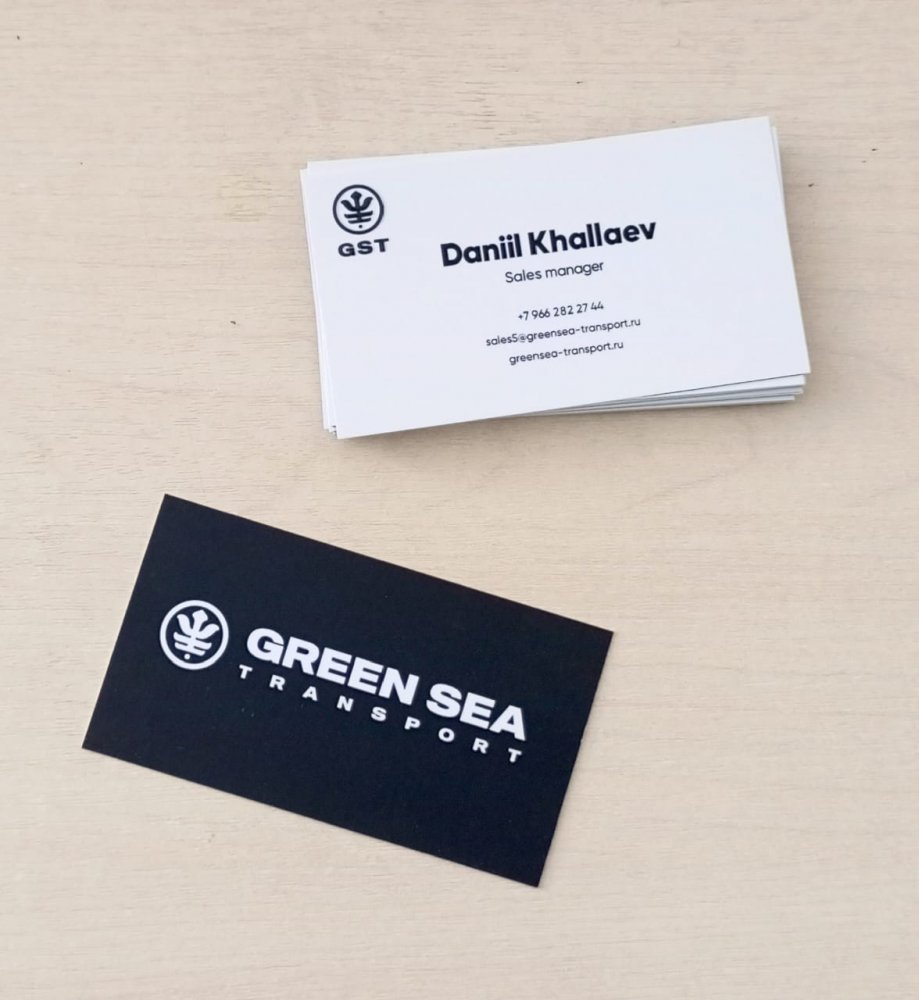 GST
Daniil Khallaev
Sales manager
+7 966 282 27 44
sales5@greensea-transport.ru
greensea-transport.ru
GREEN SEA
TRANSPORT